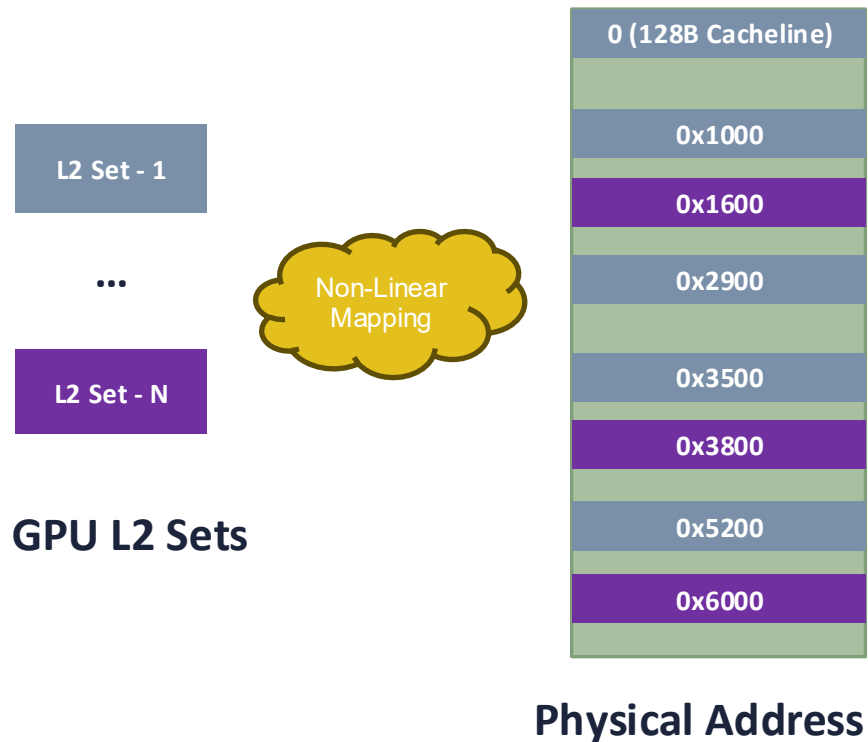 L2 Set - 1
...
L2 Set - N
GPU L2 Sets
Non-Linear
Mapping
0 (128B Cacheline)
0x1000
0x1600
0x2900
0x3500
0x3800
0x5200
0x6000
Physical Address